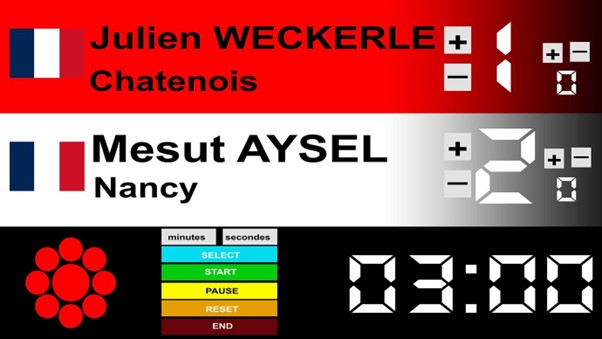 Julien WECKERLE + 1 + −
Chatenois − 0
Mesut AYSEL + 2 + −
Nancy − 0
minutes secondes
SELECT
START
PAUSE
RESET
END
03:00